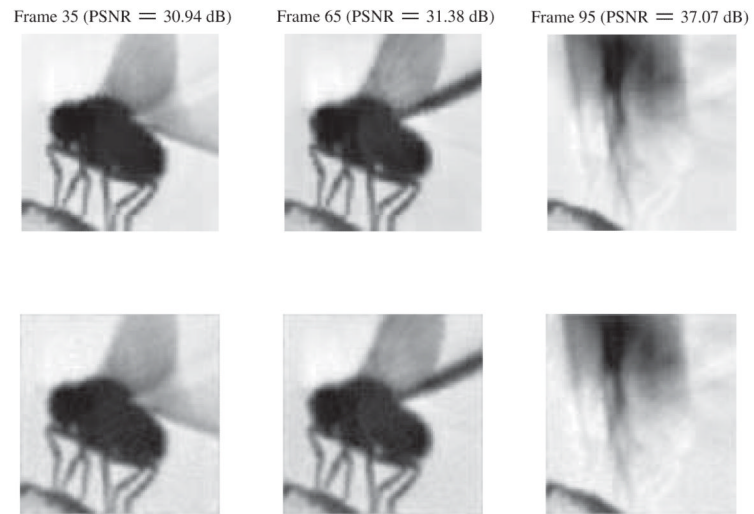 Frame 35 (PSNR = 30.94 dB)
Frame 65 (PSNR = 31.38 dB)
Frame 95 (PSNR = 37.07 dB)